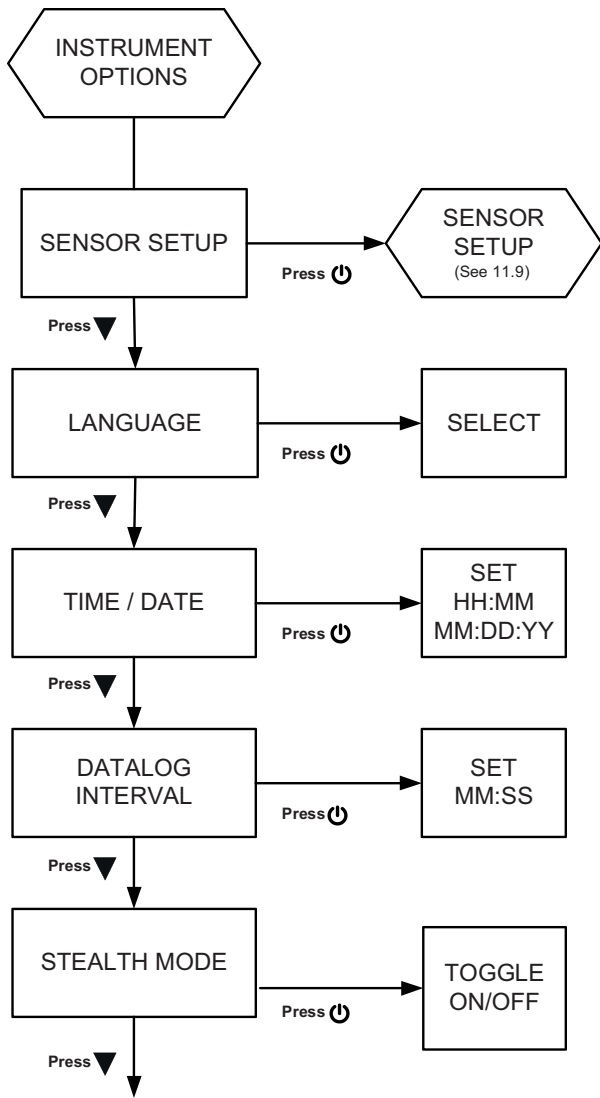 INSTRUMENT
OPTIONS
SENSOR SETUP
Press
SENSOR
SETUP
(See 11.9)
Press
LANGUAGE
Press
SELECT
Press
TIME / DATE
Press
SET
HH:MM
MM:DD:YY
Press
DATALOG
INTERVAL
Press
SET
MM:SS
Press
STEALTH MODE
Press
TOGGLE
ON/OFF
Press